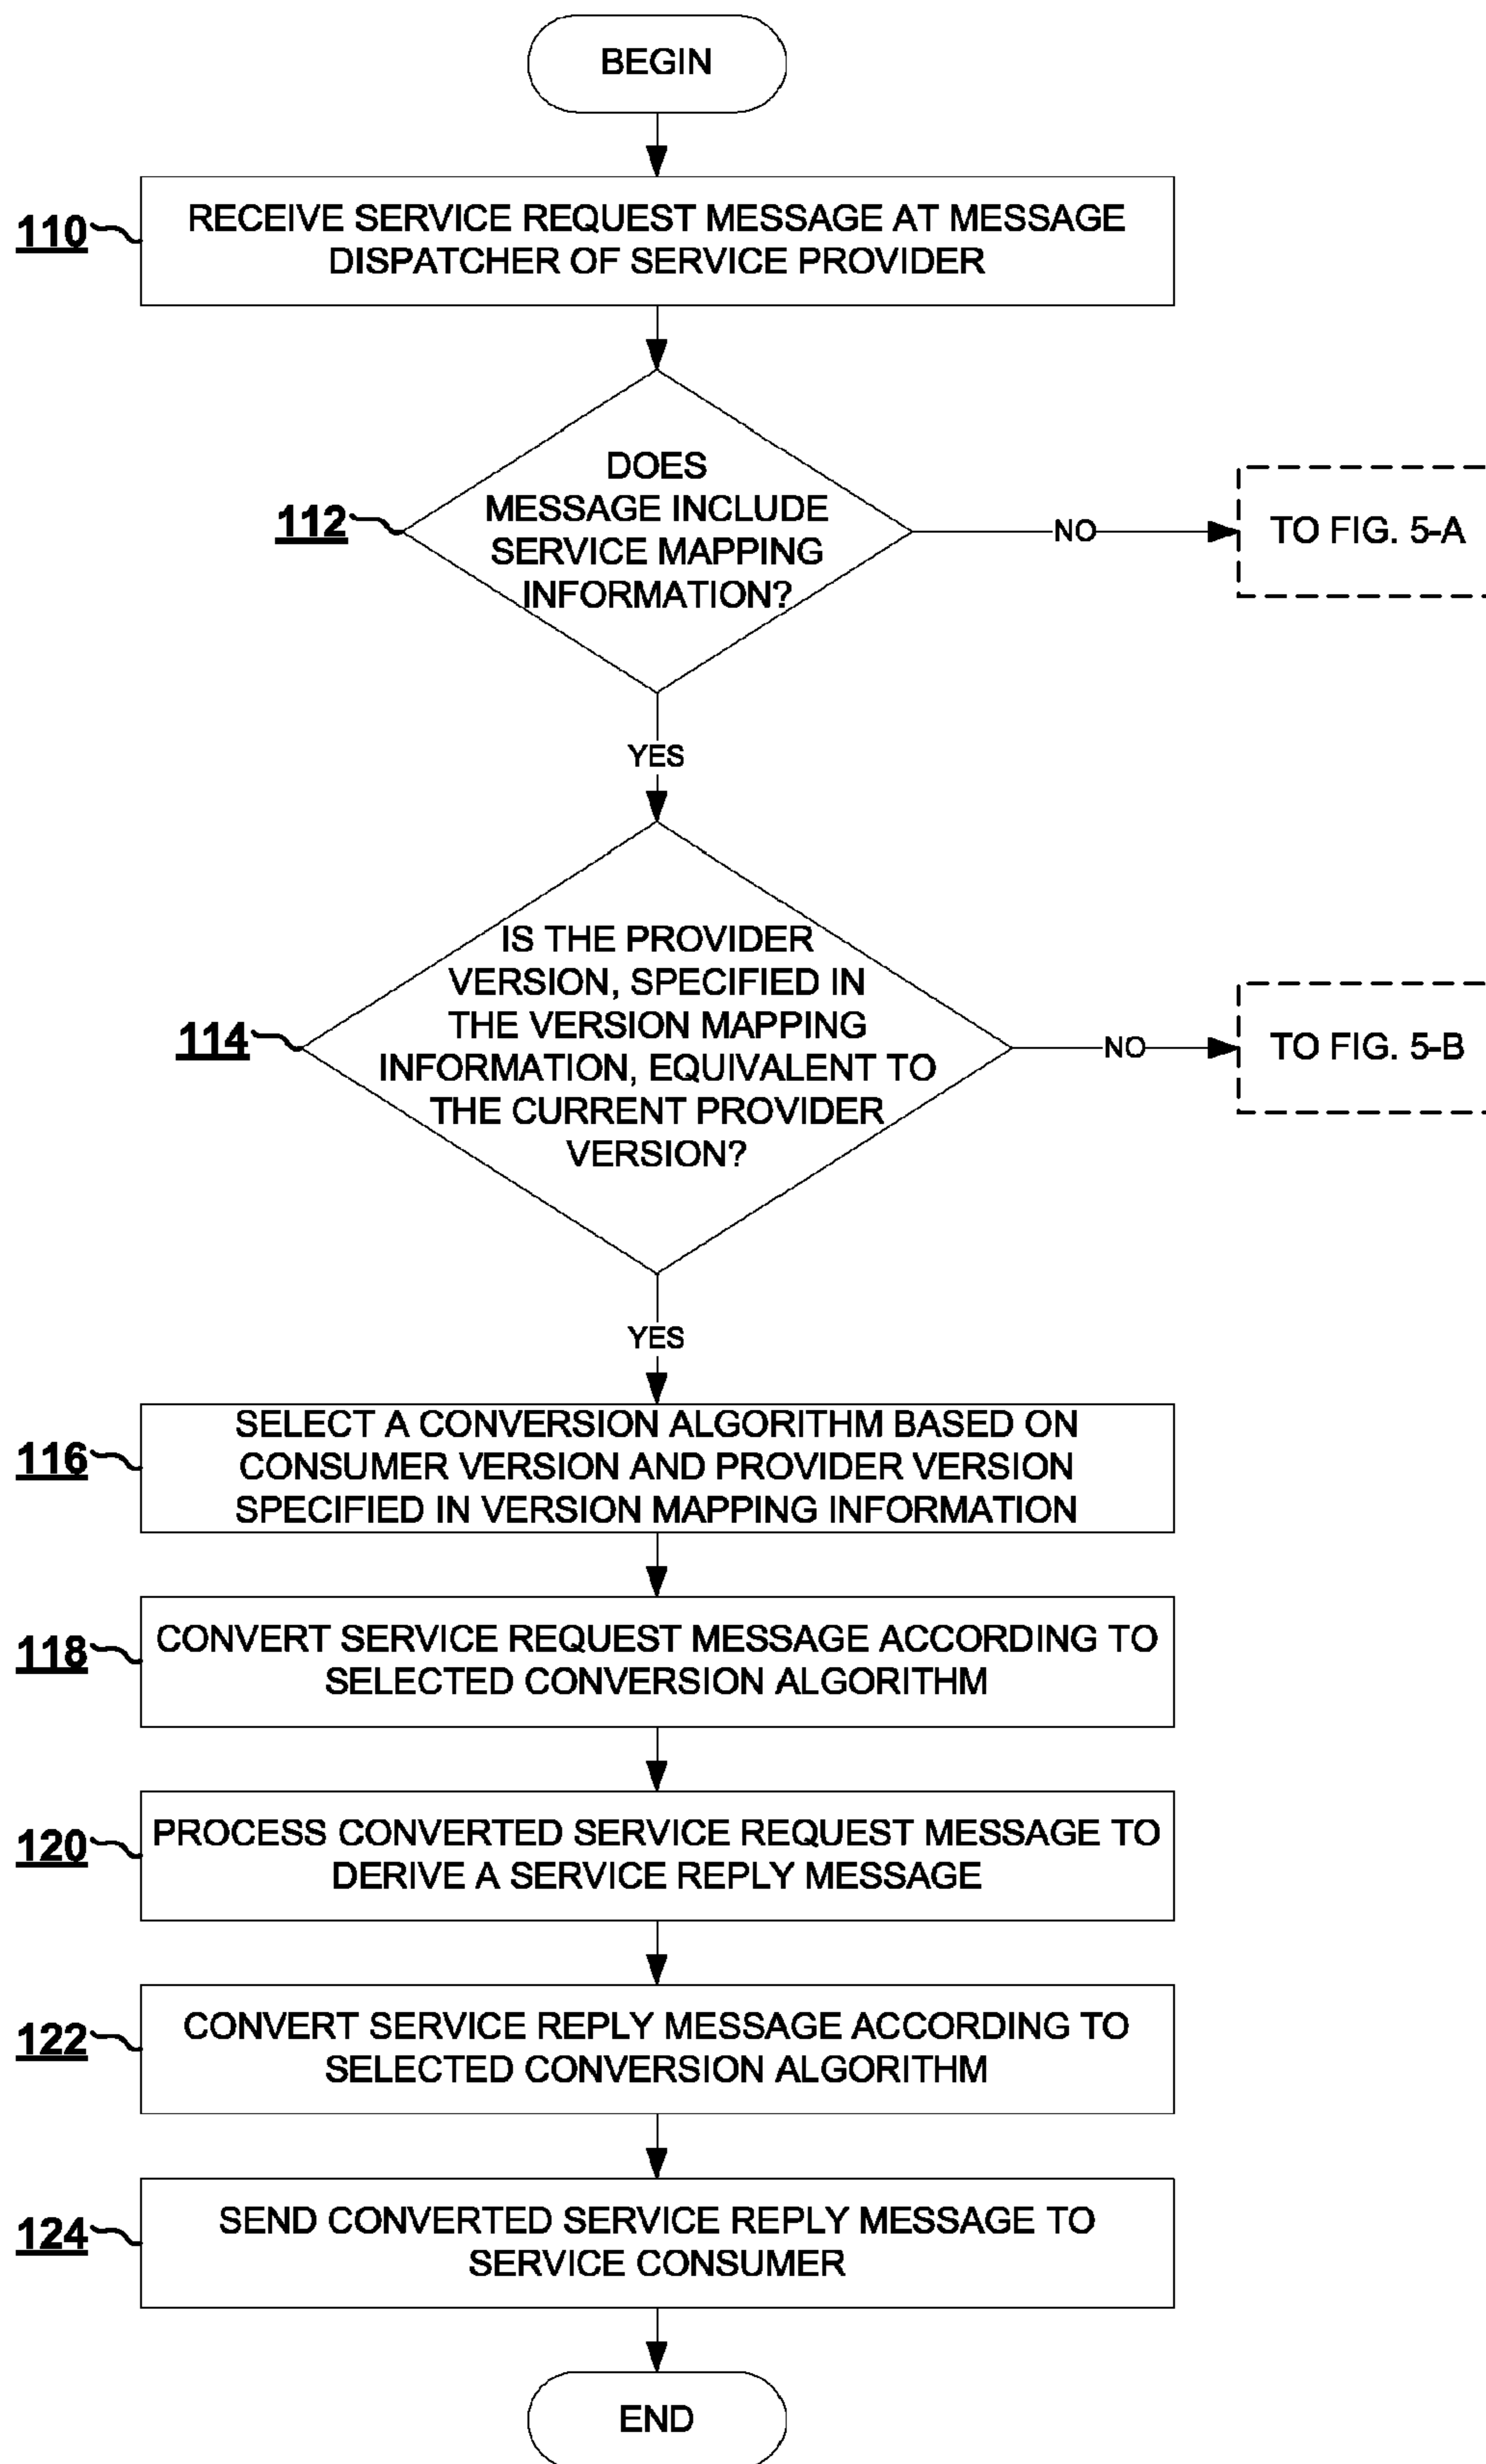 BEGIN
110
RECEIVE SERVICE REQUEST MESSAGE AT MESSAGE
DISPATCHER OF SERVICE PROVIDER
112
DOES
MESSAGE INCLUDE
SERVICE MAPPING
INFORMATION?
NO
TO FIG. 5-A
YES
114
IS THE PROVIDER
VERSION, SPECIFIED IN
THE VERSION MAPPING
INFORMATION, EQUIVALENT TO
THE CURRENT PROVIDER
VERSION?
NO
TO FIG. 5-B
YES
116
SELECT A CONVERSION ALGORITHM BASED ON
CONSUMER VERSION AND PROVIDER VERSION
SPECIFIED IN VERSION MAPPING INFORMATION
118
CONVERT SERVICE REQUEST MESSAGE ACCORDING TO
SELECTED CONVERSION ALGORITHM
120
PROCESS CONVERTED SERVICE REQUEST MESSAGE TO
DERIVE A SERVICE REPLY MESSAGE
122
CONVERT SERVICE REPLY MESSAGE ACCORDING TO
SELECTED CONVERSION ALGORITHM
124
SEND CONVERTED SERVICE REPLY MESSAGE TO
SERVICE CONSUMER
END